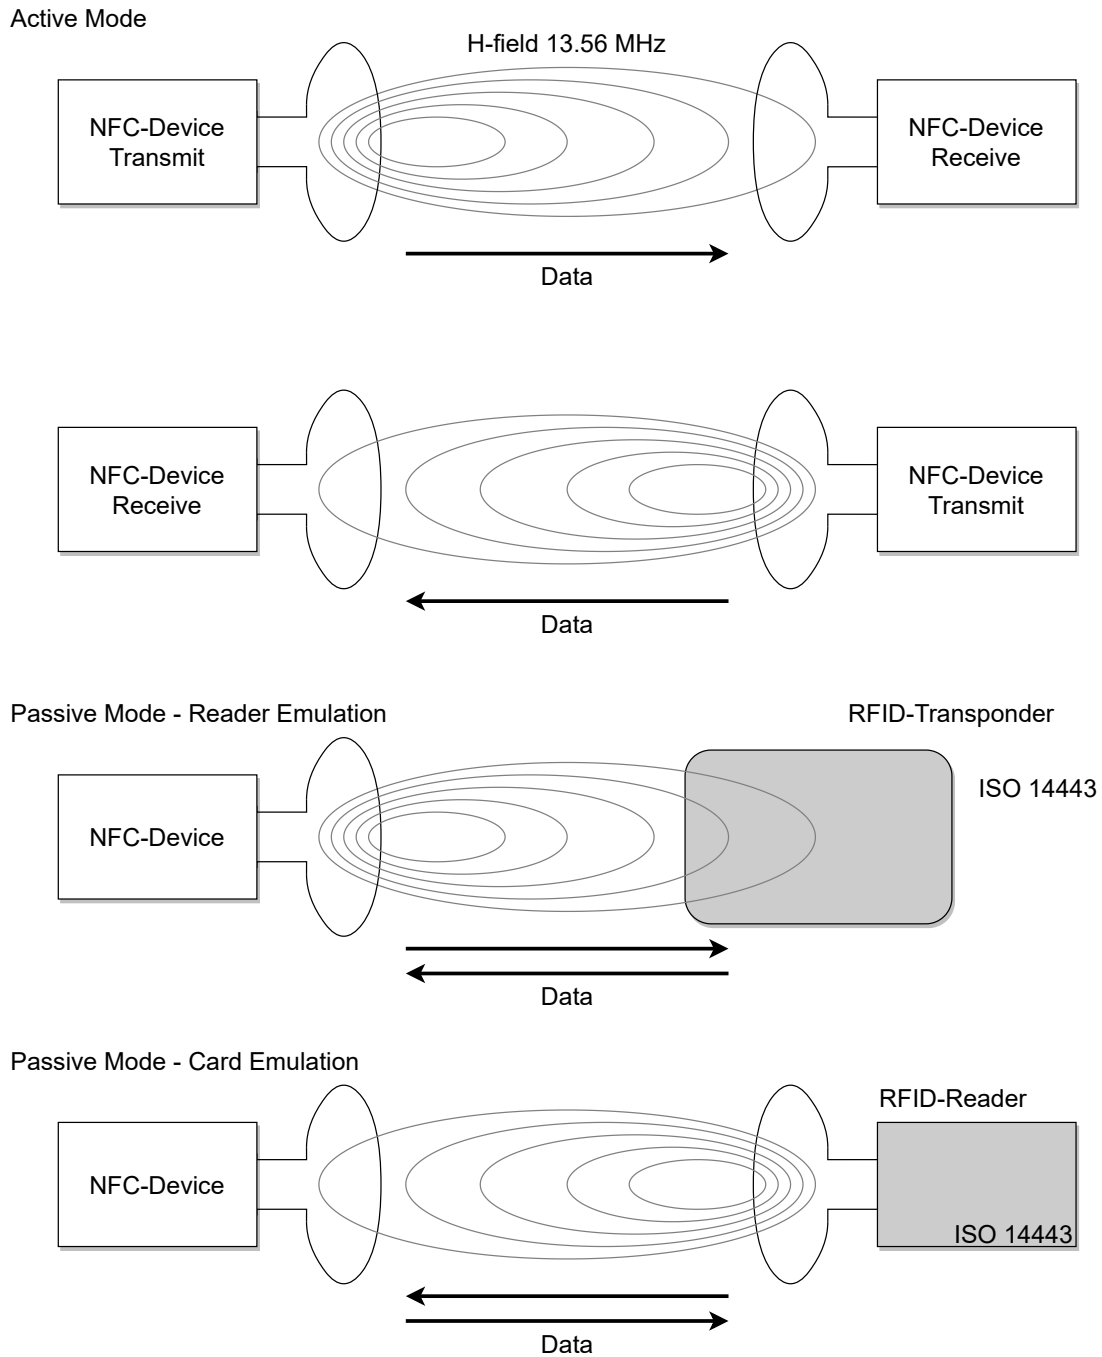 Active Mode
H-field 13.56 MHz
NFC-Device
Transmit
NFC-Device
Receive
Data
NFC-Device
Receive
NFC-Device
Transmit
Data
Passive Mode - Reader Emulation
RFID-Transponder
ISO 14443
NFC-Device
Data
Passive Mode - Card Emulation
RFID-Reader
NFC-Device
ISO 14443
Data